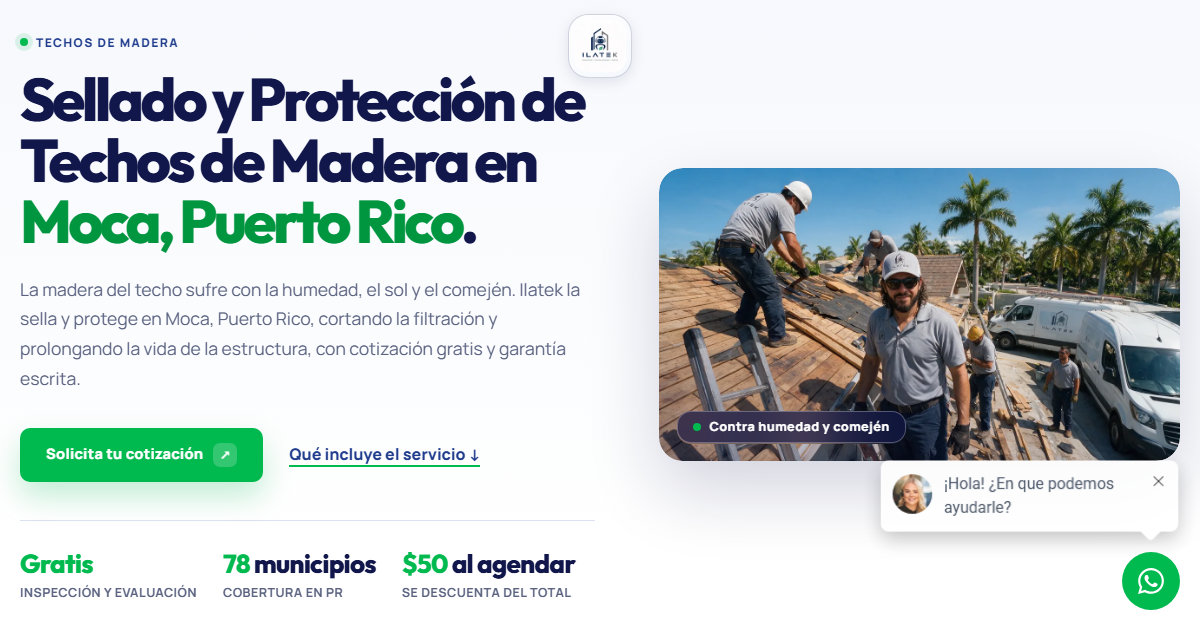 TECHOS DE MADERA
ILATEK
Sellado y Protección de
Techos de Madera en
Moca, Puerto Rico.
La madera del techo sufre con la humedad, el sol y el comején. Ilatek la
sella y protege en Moca, Puerto Rico, cortando la filtración y
prolongando la vida de la estructura, con cotización gratis y garantía
escrita.
Solicita tu cotización ↗
Qué incluye el servicio ↓
Gratis
INSPECCIÓN Y EVALUACIÓN
78 municipios
COBERTURA EN PR
$50 al agendar
SE DESCUENTA DEL TOTAL
ILATEK
Contra humedad y comején
¡Hola! ¿En que podemos
ayudarle?